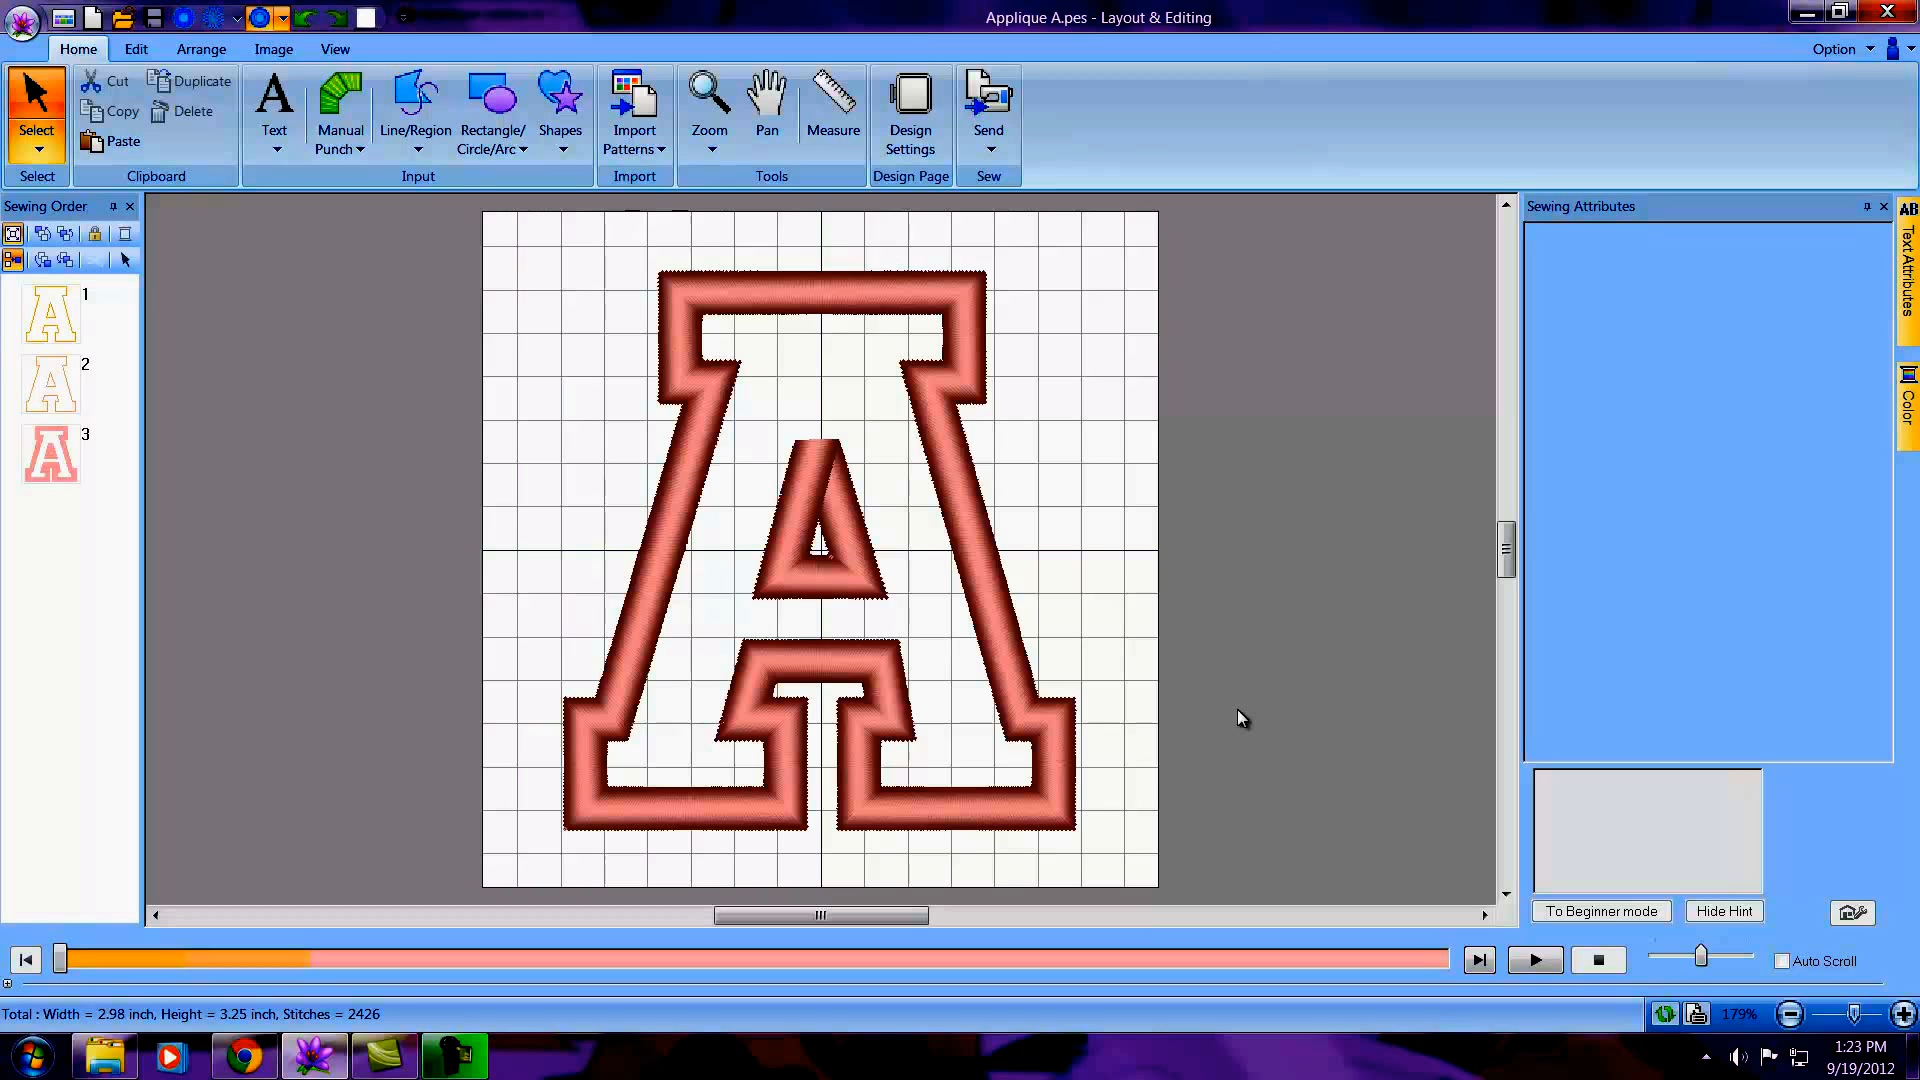 Applique A.pes - Layout & Editing
Home Edit Arrange Image View Option
Select
Select
Cut
Copy
Paste
Duplicate
Delete
Clipboard
Text
Manual
Punch
Line/Region
Rectangle/
Circle/Arc
Shapes
Input
Import
Patterns
Import
Zoom
Pan
Measure
Tools
Design
Settings
Design Page
Send
Sew
Sewing Order
1
2
3
A
Sewing Attributes
AB
Text Attributes
Color
To Beginner mode
Hide Hint
Auto Scroll
Total : Width = 2.98 inch, Height = 3.25 inch, Stitches = 2426
179%
1:23 PM
9/19/2012